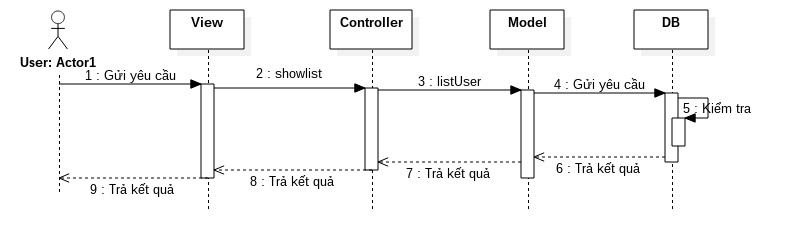 View
Controller
Model
DB
User: Actor1
1 : Gửi yêu cầu
2 : showlist
3 : listUser
4 : Gửi yêu cầu
5 : Kiểm tra
6 : Trả kết quả
7 : Trả kết quả
8 : Trả kết quả
9 : Trả kết quả